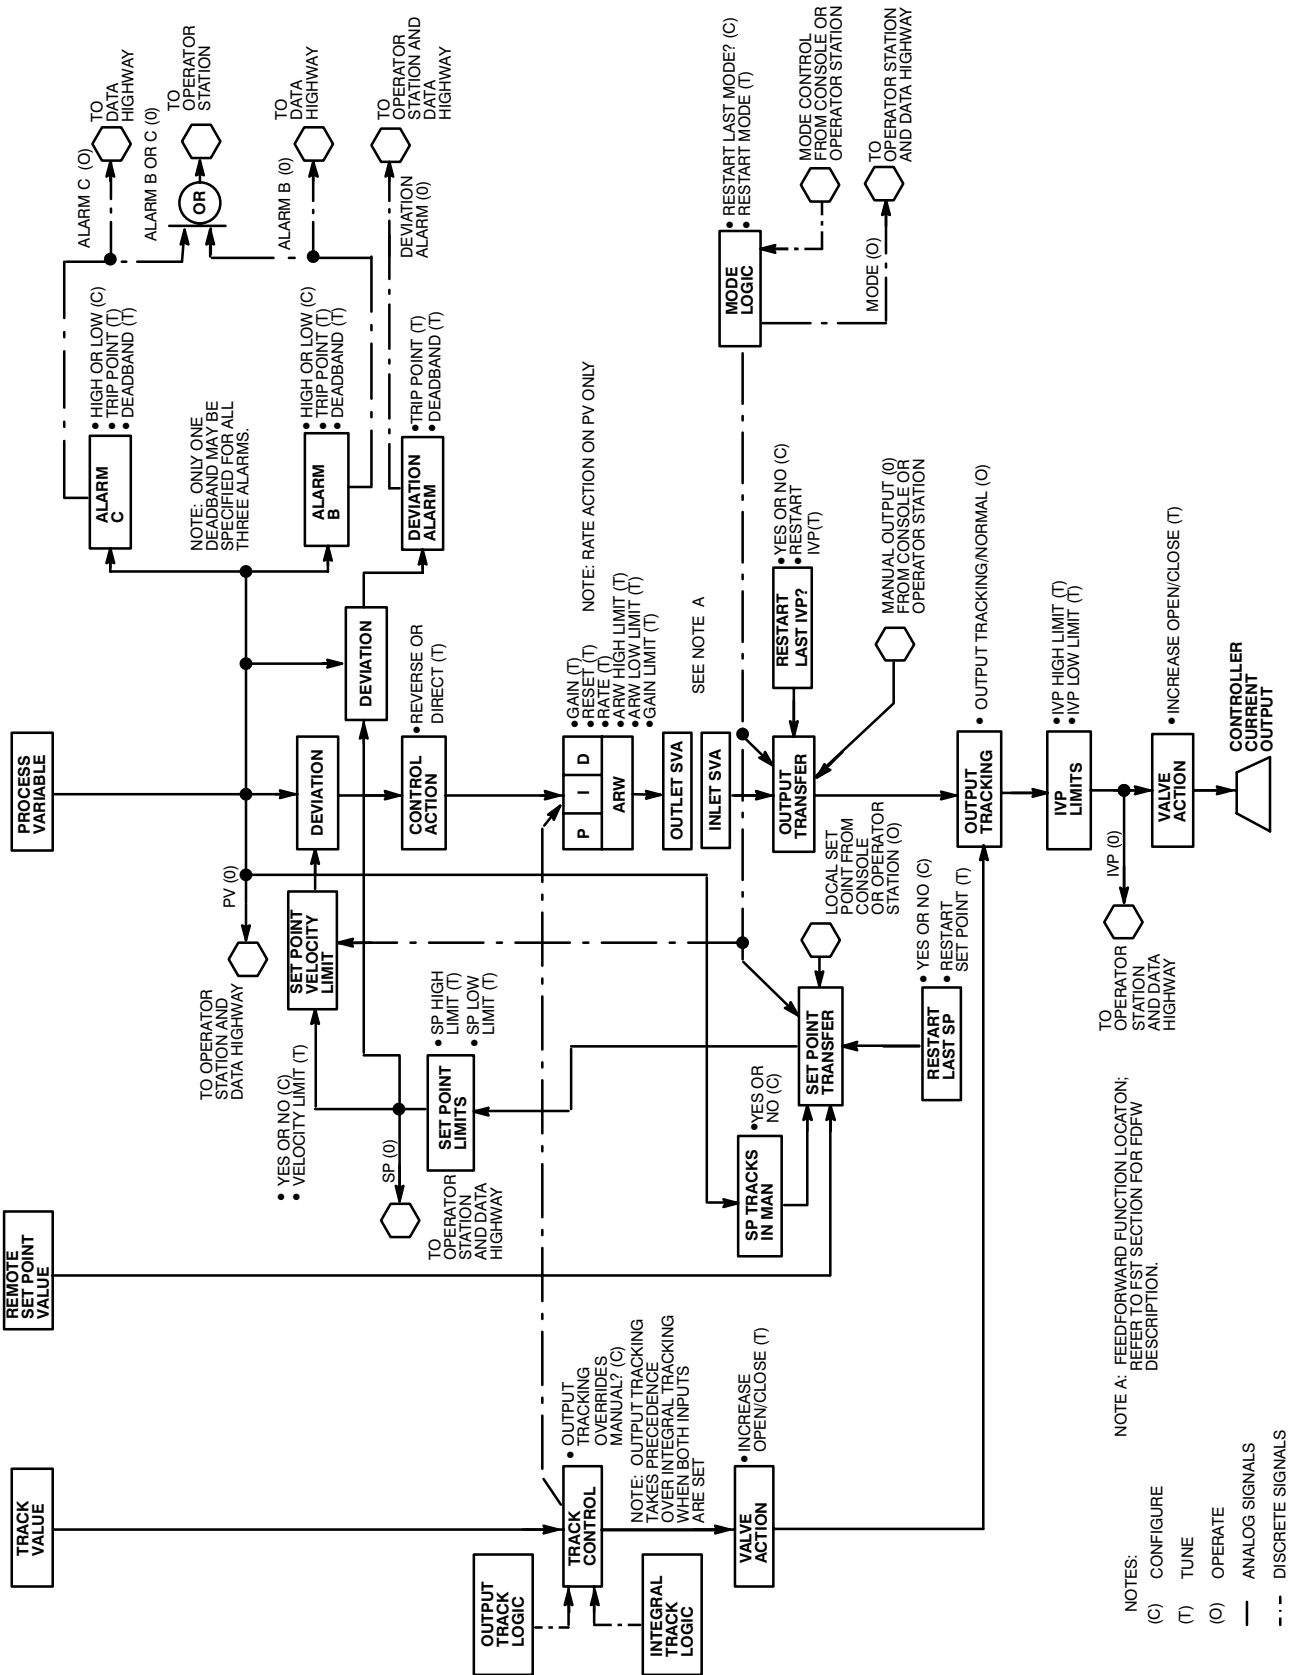 TRACK
VALUE
REMOTE
SET POINT
VALUE
PROCESS
VARIABLE
TO OPERATOR
STATION AND
DATA HIGHWAY
PV (0)
ALARM
C
• HIGH OR LOW (C)
• TRIP POINT (T)
• DEADBAND (T)
ALARM C (O)
TO
DATA
HIGHWAY
ALARM B OR C (0)
OR
TO
OPERATOR
STATION
NOTE: ONLY ONE
DEADBAND MAY BE
SPECIFIED FOR ALL
THREE ALARMS.
ALARM
B
• HIGH OR LOW (C)
• TRIP POINT (T)
• DEADBAND (T)
ALARM B (0)
TO
DATA
HIGHWAY
DEVIATION
DEVIATION
ALARM
• TRIP POINT (T)
• DEADBAND (T)
DEVIATION
ALARM (0)
TO
OPERATOR
STATION AND
DATA
HIGHWAY
• YES OR NO (C)
• VELOCITY LIMIT (T)
SET POINT
VELOCITY
LIMIT
DEVIATION
SP (0)
TO
OPERATOR
STATION
AND DATA
HIGHWAY
SET POINT
LIMITS
• SP HIGH
LIMIT (T)
• SP LOW
LIMIT (T)
CONTROL
ACTION
• REVERSE OR
DIRECT (T)
OUTPUT
TRACK
LOGIC
TRACK
CONTROL
• OUTPUT
TRACKING
OVERRIDES
MANUAL? (C)
NOTE: OUTPUT TRACKING
TAKES PRECEDENCE
OVER INTEGRAL TRACKING
WHEN BOTH INPUTS
ARE SET
INTEGRAL
TRACK
LOGIC
P I D
ARW
• GAIN (T)
• RESET (T)
• RATE (T)
• ARW HIGH LIMIT (T)
• ARW LOW LIMIT (T)
• GAIN LIMIT (T)
NOTE: RATE ACTION ON PV ONLY
OUTLET SVA
SEE NOTE A
INLET SVA
MODE
LOGIC
• RESTART LAST MODE? (C)
• RESTART MODE (T)
MODE CONTROL
FROM CONSOLE OR
OPERATOR STATION
MODE (O)
TO
OPERATOR STATION
AND DATA HIGHWAY
VALVE
ACTION
• INCREASE
OPEN/CLOSE (T)
SP TRACKS
IN MAN
• YES OR
NO (C)
SET POINT
TRANSFER
LOCAL SET
POINT FROM
CONSOLE
OR OPERATOR
STATION (O)
OUTPUT
TRANSFER
RESTART
LAST IVP?
• YES OR NO (C)
• RESTART
IVP(T)
MANUAL OUTPUT (0)
FROM CONSOLE OR
OPERATOR STATION
RESTART
LAST SP
• YES OR NO (C)
• RESTART
SET POINT (T)
OUTPUT
TRACKING
• OUTPUT TRACKING/NORMAL (O)
IVP
LIMITS
• IVP HIGH LIMIT (T)
• IVP LOW LIMIT (T)
IVP (0)
TO
OPERATOR
STATION
AND DATA
HIGHWAY
VALVE
ACTION
• INCREASE OPEN/CLOSE (T)
CONTROLLER
CURRENT
OUTPUT
NOTE A: FEEDFORWARD FUNCTION LOCATON;
REFER TO FST SECTION FOR FDFW
DESCRIPTION.
NOTES:
(C) CONFIGURE
(T) TUNE
(O) OPERATE
ANALOG SIGNALS
DISCRETE SIGNALS